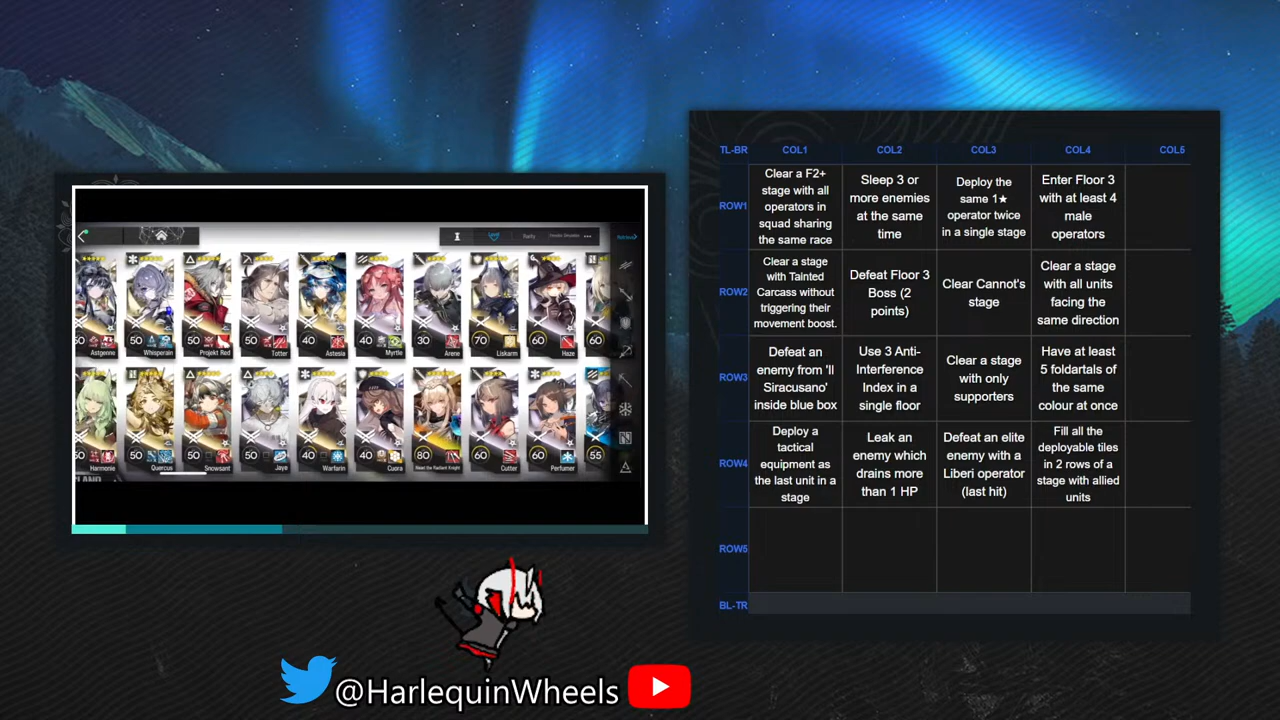 TL-BR COL1 COL2 COL3 COL4 COL5
ROW1
Clear a F2+
stage with all
operators in
squad sharing
the same race
Sleep 3 or
more enemies
at the same
time
Deploy the
same 1★
operator twice
in a single stage
Enter Floor 3
with at least 4
male
operators
ROW2
Clear a stage
with Tainted
Carcass without
triggering their
movement boost.
Defeat Floor 3
Boss (2
points)
Clear Cannot's
stage
Clear a stage
with all units
facing the
same direction
ROW3
Defeat an
enemy from 'Il
Siracusano'
inside blue box
Use 3 Anti-
Interference
Index in a
single floor
Clear a stage
with only
supporters
Have at least
5 foldartals of
the same
colour at once
ROW4
Deploy a
tactical
equipment as
the last unit in a
stage
Leak an
enemy which
drains more
than 1 HP
Defeat an elite
enemy with a
Liberi operator
(last hit)
Fill all the
deployable tiles
in 2 rows of a
stage with allied
units
ROW5
BL-TR
Rarity
50 50 50 40 40 30 70 60 60
Astgenne Whisperain Projekt Red Totter Astesia Myrtle Arene Liskarm Haze
50 50 50 50 40 40 80 60 60 55
Harmonie Quercus Snowsant Jaye Warfarin Cuora Nearl the Radiant Knight Cutter Perfumer
@HarlequinWheels